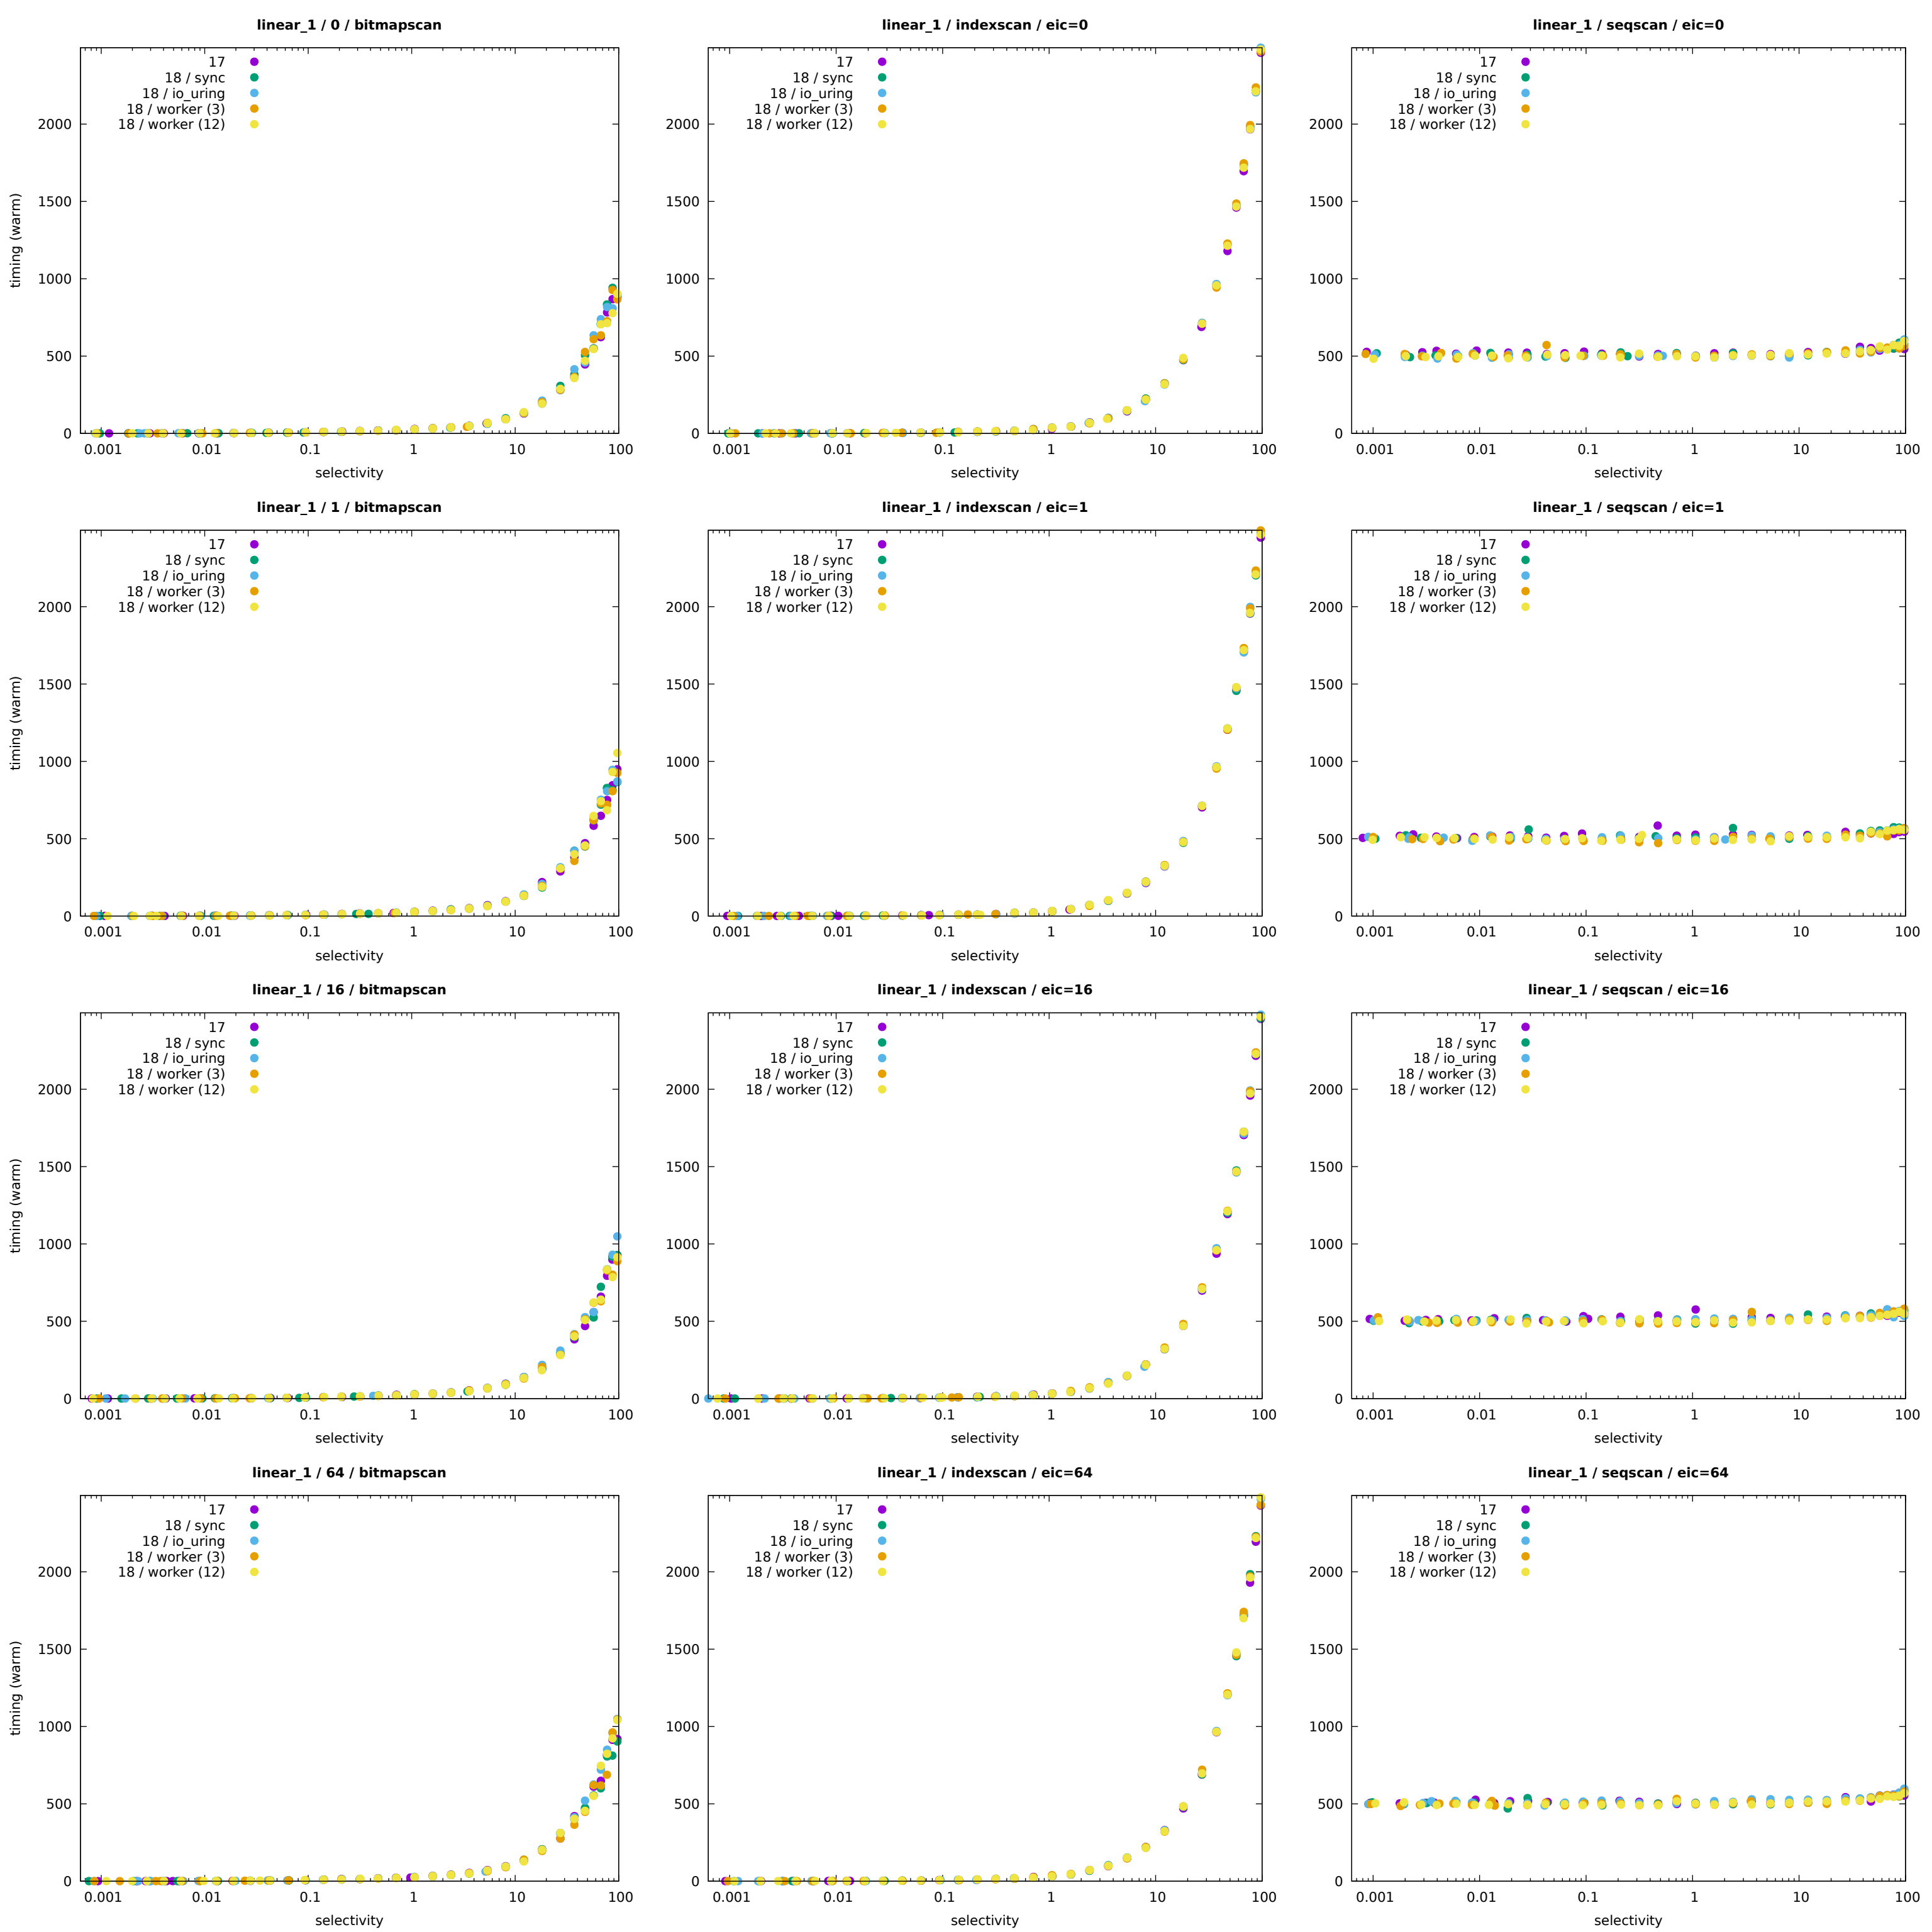 linear_1 / 0 / bitmapscan
timing (warm)
2000
1500
1000
500
0
17
18 / sync
18 / io_uring
18 / worker (3)
18 / worker (12)
0.001 0.01 0.1 1 10 100
selectivity
linear_1 / indexscan / eic=0
2000
1500
1000
500
0
17
18 / sync
18 / io_uring
18 / worker (3)
18 / worker (12)
0.001 0.01 0.1 1 10 100
selectivity
linear_1 / seqscan / eic=0
2000
1500
1000
500
0
17
18 / sync
18 / io_uring
18 / worker (3)
18 / worker (12)
0.001 0.01 0.1 1 10 100
selectivity
linear_1 / 1 / bitmapscan
timing (warm)
2000
1500
1000
500
0
17
18 / sync
18 / io_uring
18 / worker (3)
18 / worker (12)
0.001 0.01 0.1 1 10 100
selectivity
linear_1 / indexscan / eic=1
2000
1500
1000
500
0
17
18 / sync
18 / io_uring
18 / worker (3)
18 / worker (12)
0.001 0.01 0.1 1 10 100
selectivity
linear_1 / seqscan / eic=1
2000
1500
1000
500
0
17
18 / sync
18 / io_uring
18 / worker (3)
18 / worker (12)
0.001 0.01 0.1 1 10 100
selectivity
linear_1 / 16 / bitmapscan
timing (warm)
2000
1500
1000
500
0
17
18 / sync
18 / io_uring
18 / worker (3)
18 / worker (12)
0.001 0.01 0.1 1 10 100
selectivity
linear_1 / indexscan / eic=16
2000
1500
1000
500
0
17
18 / sync
18 / io_uring
18 / worker (3)
18 / worker (12)
0.001 0.01 0.1 1 10 100
selectivity
linear_1 / seqscan / eic=16
2000
1500
1000
500
0
17
18 / sync
18 / io_uring
18 / worker (3)
18 / worker (12)
0.001 0.01 0.1 1 10 100
selectivity
linear_1 / 64 / bitmapscan
timing (warm)
2000
1500
1000
500
0
17
18 / sync
18 / io_uring
18 / worker (3)
18 / worker (12)
0.001 0.01 0.1 1 10 100
selectivity
linear_1 / indexscan / eic=64
2000
1500
1000
500
0
17
18 / sync
18 / io_uring
18 / worker (3)
18 / worker (12)
0.001 0.01 0.1 1 10 100
selectivity
linear_1 / seqscan / eic=64
2000
1500
1000
500
0
17
18 / sync
18 / io_uring
18 / worker (3)
18 / worker (12)
0.001 0.01 0.1 1 10 100
selectivity